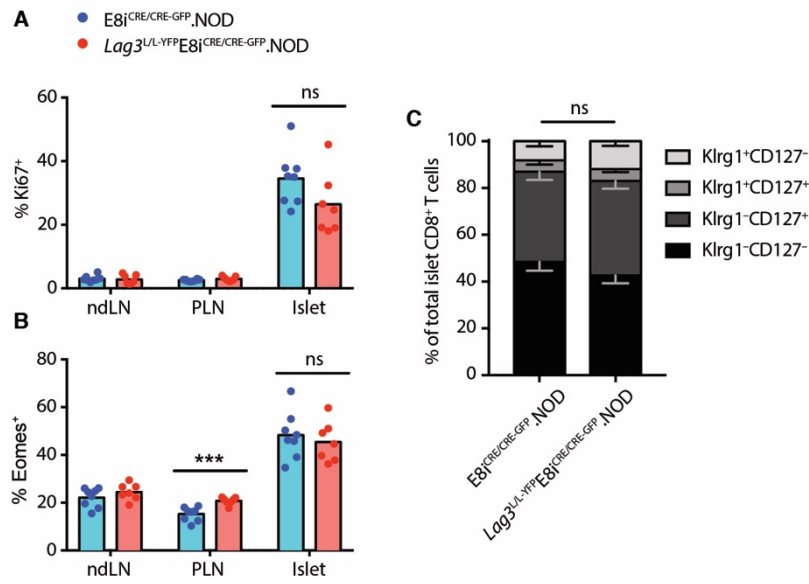 A
E8iCRE/CRE-GFP.NOD
Lag3L/L-YFPE8iCRE/CRE-GFP.NOD
% Ki67+
60
40
20
0
ns
ndLN
PLN
Islet
B
% Eomes+
80
60
40
20
0
***
ns
ndLN
PLN
Islet
C
ns
% of total islet CD8+ T cells
100
80
60
40
20
0
Klrg1+CD127–
Klrg1+CD127+
Klrg1–CD127+
Klrg1–CD127–
E8iCRE/CRE-GFP.NOD
Lag3L/L-YFPE8iCRE/CRE-GFP.NOD